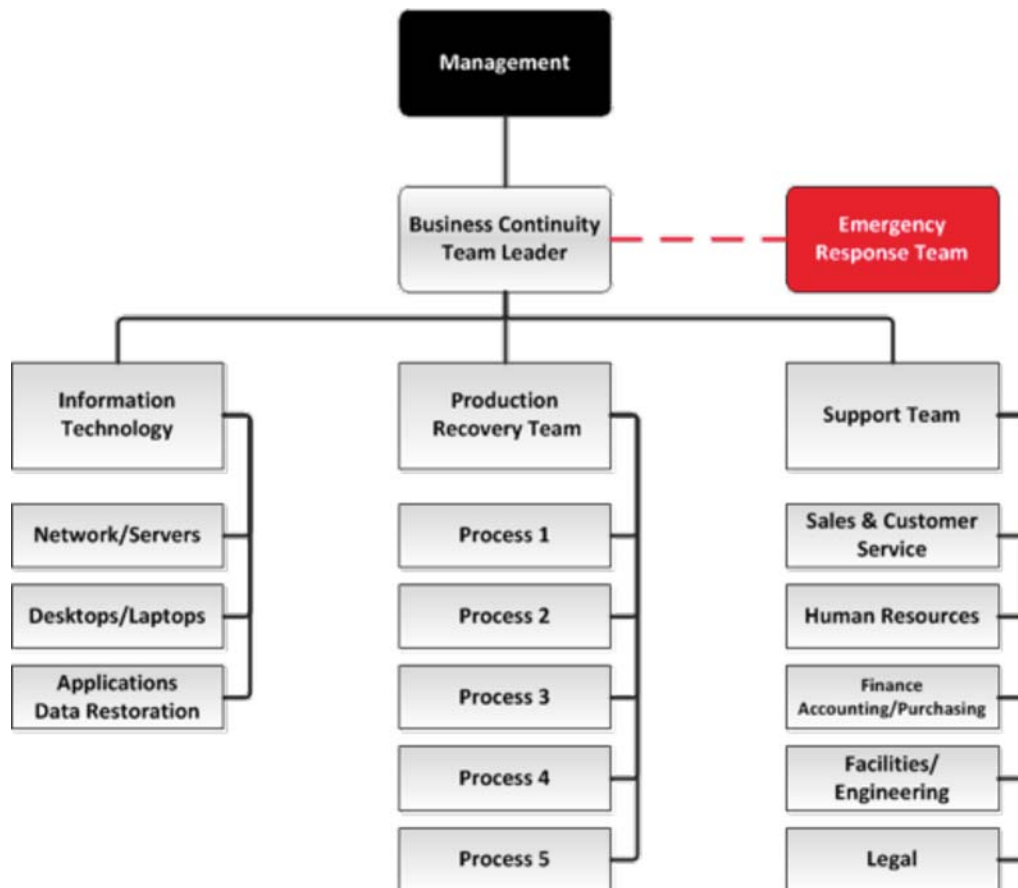 Management
Business Continuity
Team Leader
Emergency
Response Team
Information
Technology
Production
Recovery Team
Support Team
Network/Servers
Process 1
Sales & Customer
Service
Desktops/Laptops
Process 2
Human Resources
Applications
Data Restoration
Process 3
Finance
Accounting/Purchasing
Process 4
Facilities/
Engineering
Process 5
Legal